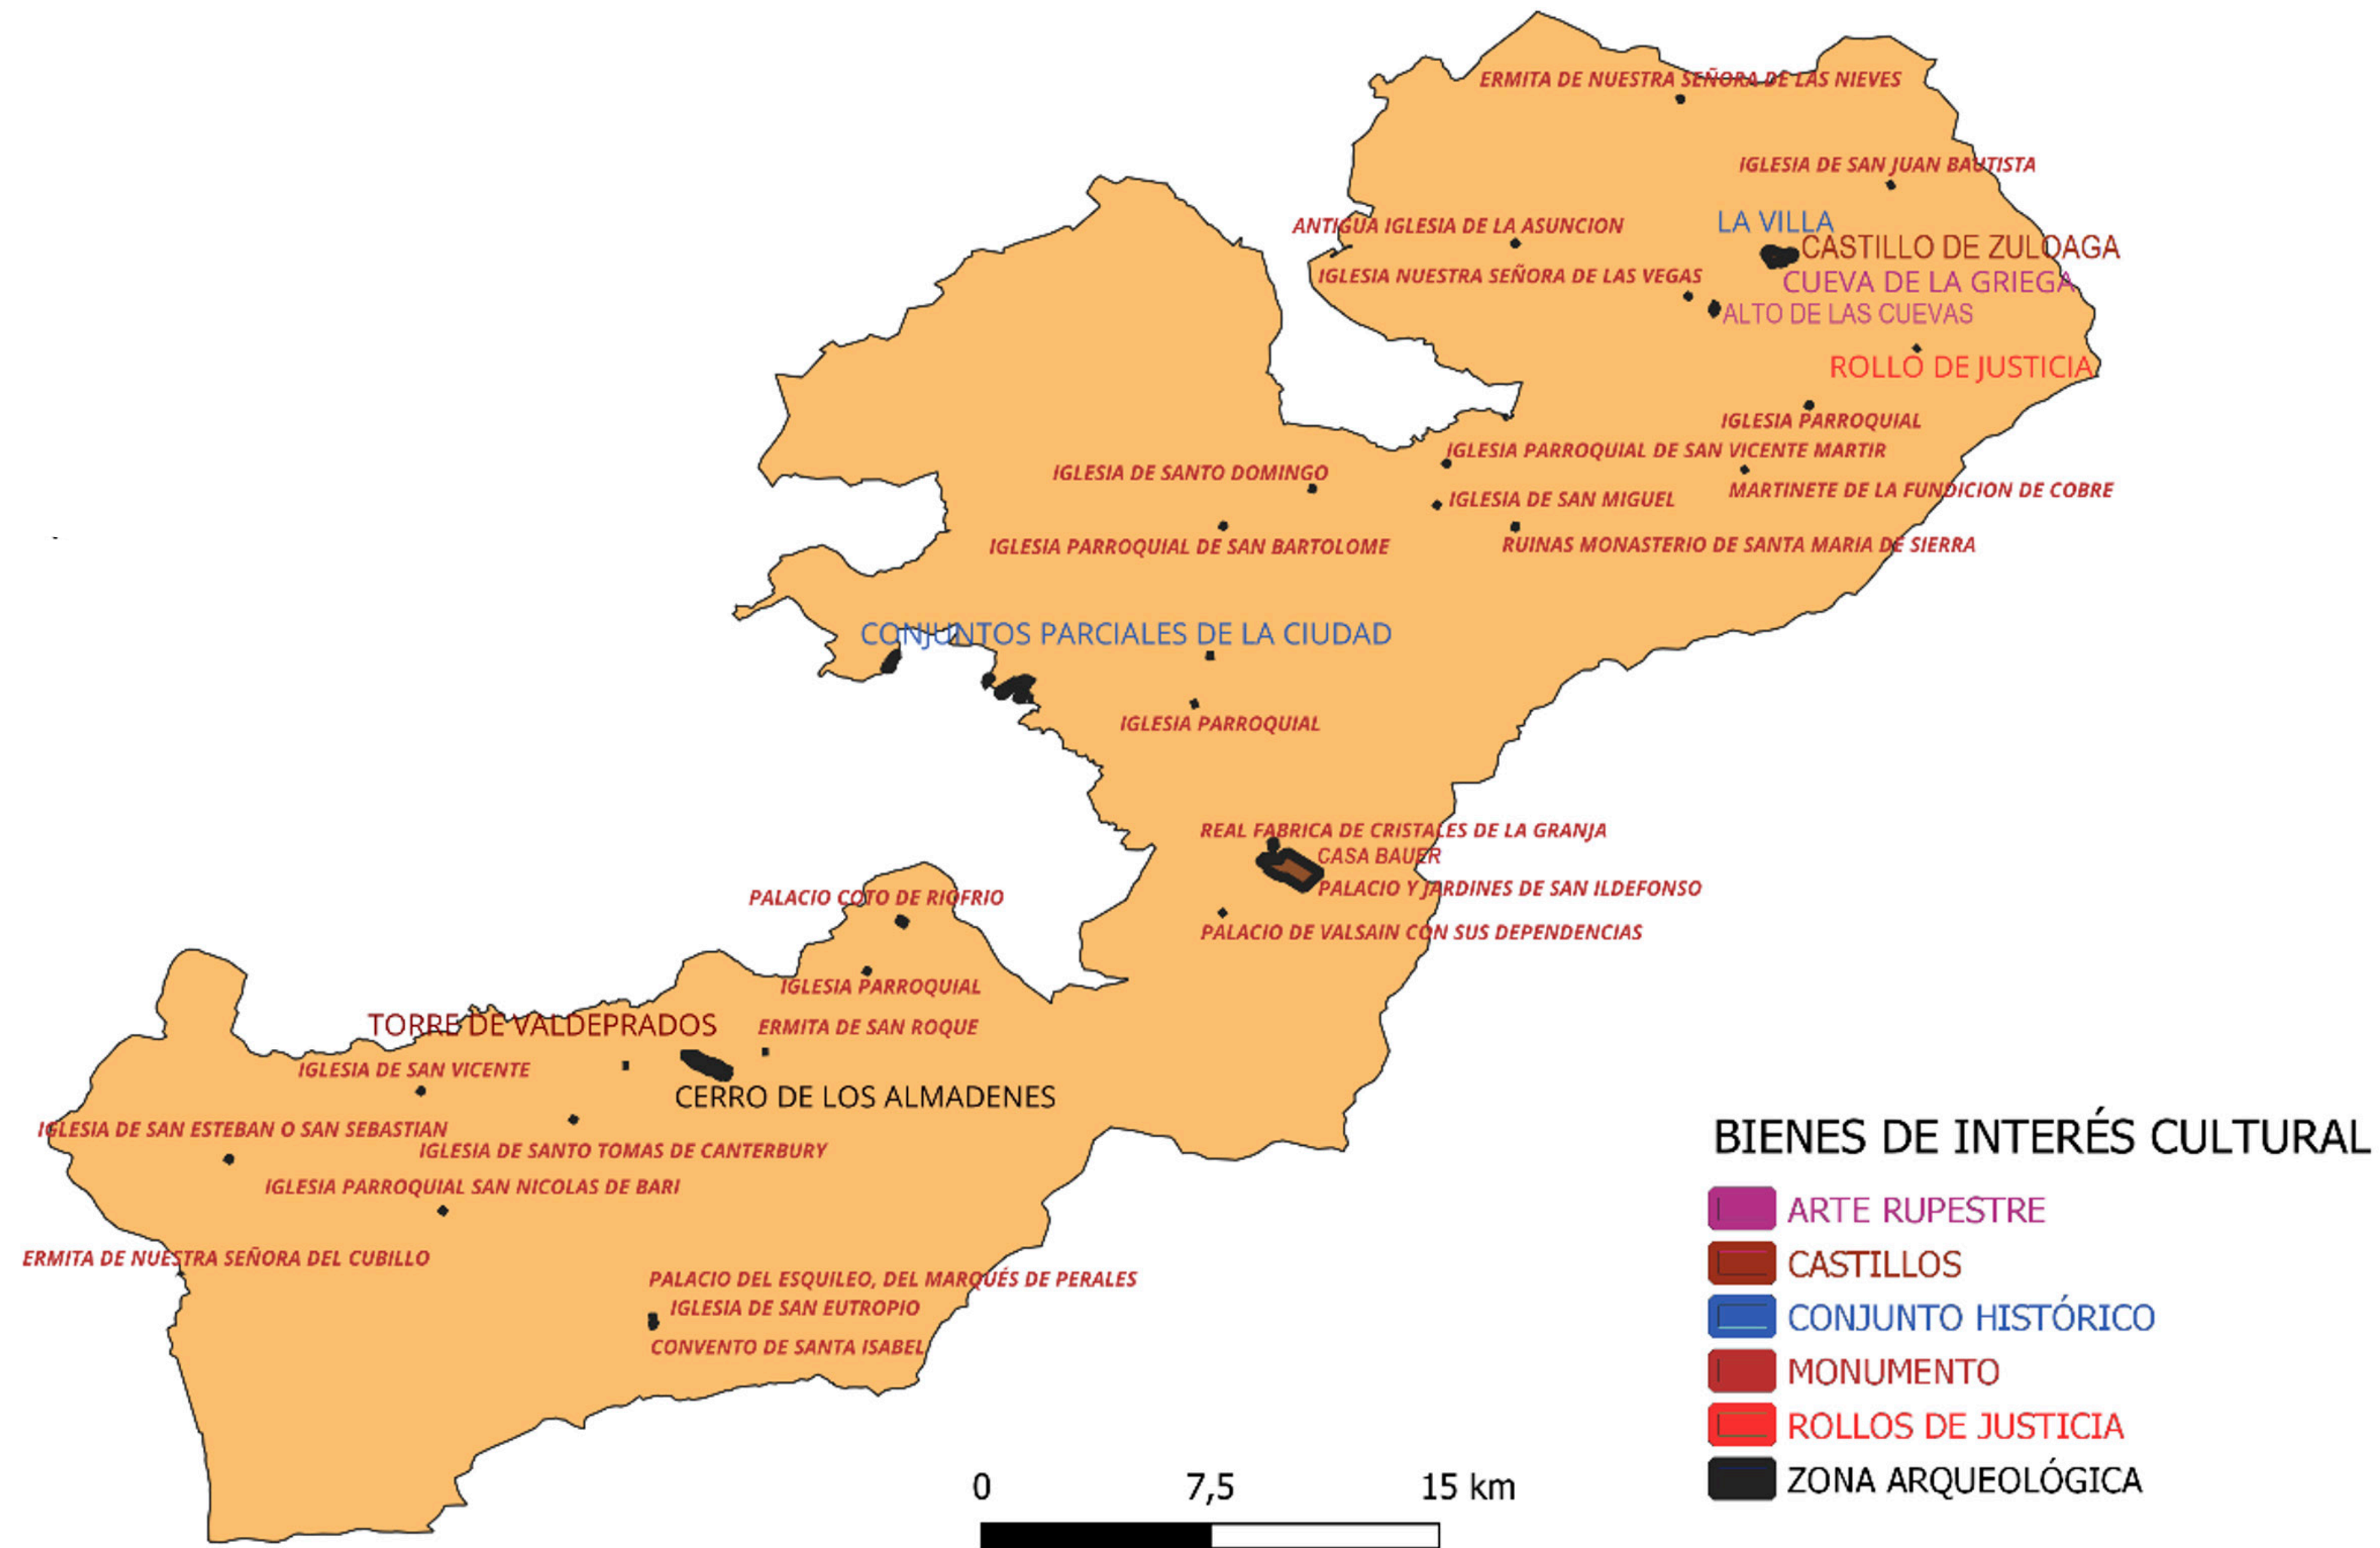 ERMITA DE NUESTRA SEÑORA DE LAS NIEVES
IGLESIA DE SAN JUAN BAUTISTA
LA VILLA
ANTIGUA IGLESIA DE LA ASUNCION
CASTILLO DE ZULOAGA
IGLESIA NUESTRA SEÑORA DE LAS VEGAS
CUEVA DE LA GRIEGA
ALTO DE LAS CUEVAS
ROLLO DE JUSTICIA
IGLESIA PARROQUIAL
IGLESIA PARROQUIAL DE SAN VICENTE MARTIR
IGLESIA DE SANTO DOMINGO
MARTINETE DE LA FUNDICION DE COBRE
IGLESIA DE SAN MIGUEL
IGLESIA PARROQUIAL DE SAN BARTOLOME
RUINAS MONASTERIO DE SANTA MARIA DE SIERRA
CONJUNTOS PARCIALES DE LA CIUDAD
IGLESIA PARROQUIAL
REAL FABRICA DE CRISTALES DE LA GRANJA
CASA BAUER
PALACIO Y JARDINES DE SAN ILDEFONSO
PALACIO COTO DE RIOFRIO
PALACIO DE VALSAIN CON SUS DEPENDENCIAS
IGLESIA PARROQUIAL
TORRE DE VALDEPRADOS
ERMITA DE SAN ROQUE
IGLESIA DE SAN VICENTE
CERRO DE LOS ALMADENES
IGLESIA DE SAN ESTEBAN O SAN SEBASTIAN
IGLESIA DE SANTO TOMAS DE CANTERBURY
IGLESIA PARROQUIAL SAN NICOLAS DE BARI
ERMITA DE NUESTRA SEÑORA DEL CUBILLO
PALACIO DEL ESQUILEO, DEL MARQUÉS DE PERALES
IGLESIA DE SAN EUTROPIO
CONVENTO DE SANTA ISABEL
BIENES DE INTERÉS CULTURAL
ARTE RUPESTRE
CASTILLOS
CONJUNTO HISTÓRICO
MONUMENTO
ROLLOS DE JUSTICIA
ZONA ARQUEOLÓGICA
0 7,5 15 km